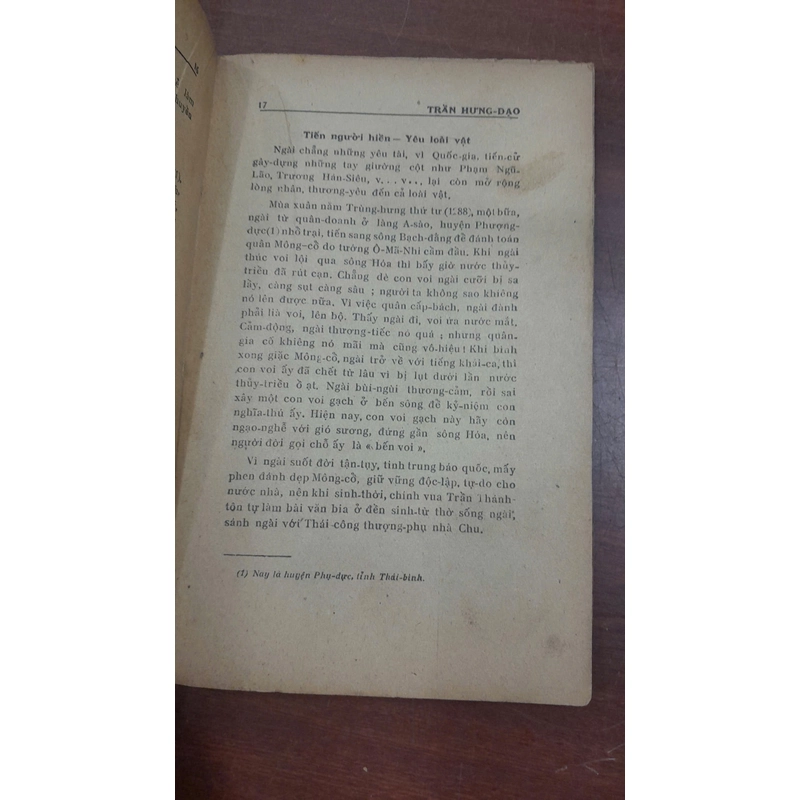 16
làm
huyên
17 TRẦN HƯNG-ĐẠO
Tiến người hiền — Yêu loài vật
Ngài chẳng những yêu tài, vì Quốc-gia, tiến-cử
gây-dựng những tay giường cột như Phạm Ngũ-
Lão, Trương Hán-Siêu, v...v..., lại còn mở rộng
lòng nhân, thương-yêu đến cả loài vật.
Mùa xuân năm Trùng-hưng thứ tư (1288), một bữa,
ngài từ quân-doanh ở làng A-sào, huyện Phượng-
dực(1) nhổ trại, tiến sang sông Bạch-đằng để đánh toán
quân Mông-cổ do tướng Ô-Mã-Nhi cầm đầu. Khi ngài
thúc voi lội qua sông Hóa thì bấy giờ nước thủy-
triều đã rút cạn. Chẳng dè con voi ngài cưỡi bị sa
lầy, càng sụt càng sâu ; người ta không sao khiêng
nó lên được nữa. Vì việc quân cấp-bách, ngài đành
phải lìa voi, lên bộ. Thấy ngài đi, voi ứa nước mắt.
Cảm-động, ngài thương-tiếc nó quá ; nhưng quân-
gia cố khiêng nó mãi mà cũng vô-hiệu ! Khi bình
xong giặc Mông-cổ, ngài trở về với tiếng khải-ca, thì
con voi ấy đã chết từ lâu vì bị lụt dưới lần nước
thủy-triều ồ ạt. Ngài bùi-ngùi thương-cảm, rồi sai
xây một con voi gạch ở bến sông để kỷ-niệm con
nghĩa-thú ấy. Hiện nay, con voi gạch này hãy còn
ngạo-nghễ với gió sương, đứng gần sông Hóa, nên
người đời gọi chỗ ấy là « bến voi ».
Vì ngài suốt đời tận-tụy, tinh trung báo quốc, mấy
phen đánh dẹp Mông-cổ, giữ vững độc-lập, tự-do cho
nước nhà, nên khi sinh-thời, chính vua Trần Thánh-
tôn tự làm bài văn bia ở đền sinh-từ thờ sống ngài,
sánh ngài với Thái-công thượng-phụ nhà Chu.
(1) Nay là huyện Phụ-dực, tỉnh Thái-bình.